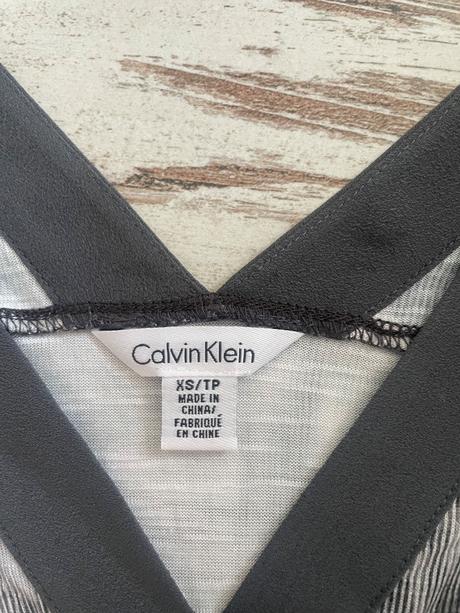 Calvin Klein
XS/TP
MADE IN
CHINA/
FABRIQUÉ
EN CHINE